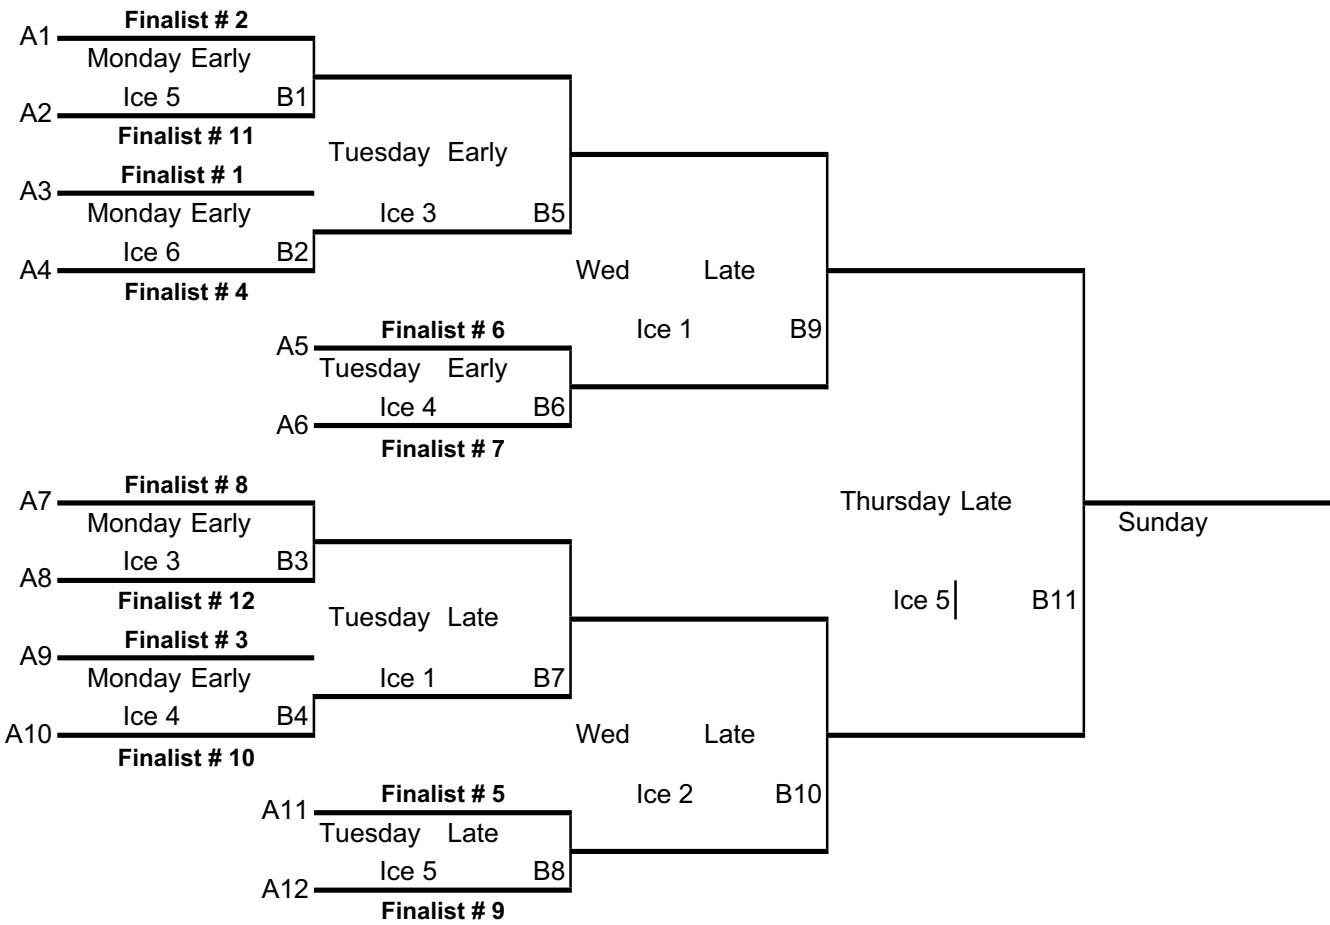 Finalist # 2
A1
Monday Early
Ice 5 B1
A2
Finalist # 11
Tuesday Early
Finalist # 1
A3
Monday Early
Ice 3 B5
Ice 6 B2
A4
Finalist # 4
Wed Late
Ice 1 B9
Finalist # 6
A5
Tuesday Early
Ice 4 B6
A6
Finalist # 7
Finalist # 8
A7
Monday Early
Ice 3 B3
A8
Finalist # 12
Thursday Late
Sunday
Ice 5 B11
Tuesday Late
Finalist # 3
A9
Monday Early
Ice 1 B7
Ice 4 B4
A10
Finalist # 10
Wed Late
Ice 2 B10
Finalist # 5
A11
Tuesday Late
Ice 5 B8
A12
Finalist # 9